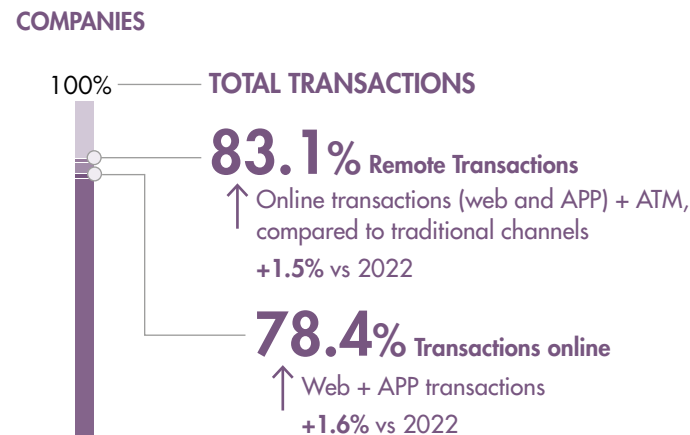 COMPANIES
100% TOTAL TRANSACTIONS
83.1% Remote Transactions
Online transactions (web and APP) + ATM,
compared to traditional channels
+1.5% vs 2022
78.4% Transactions online
Web + APP transactions
+1.6% vs 2022